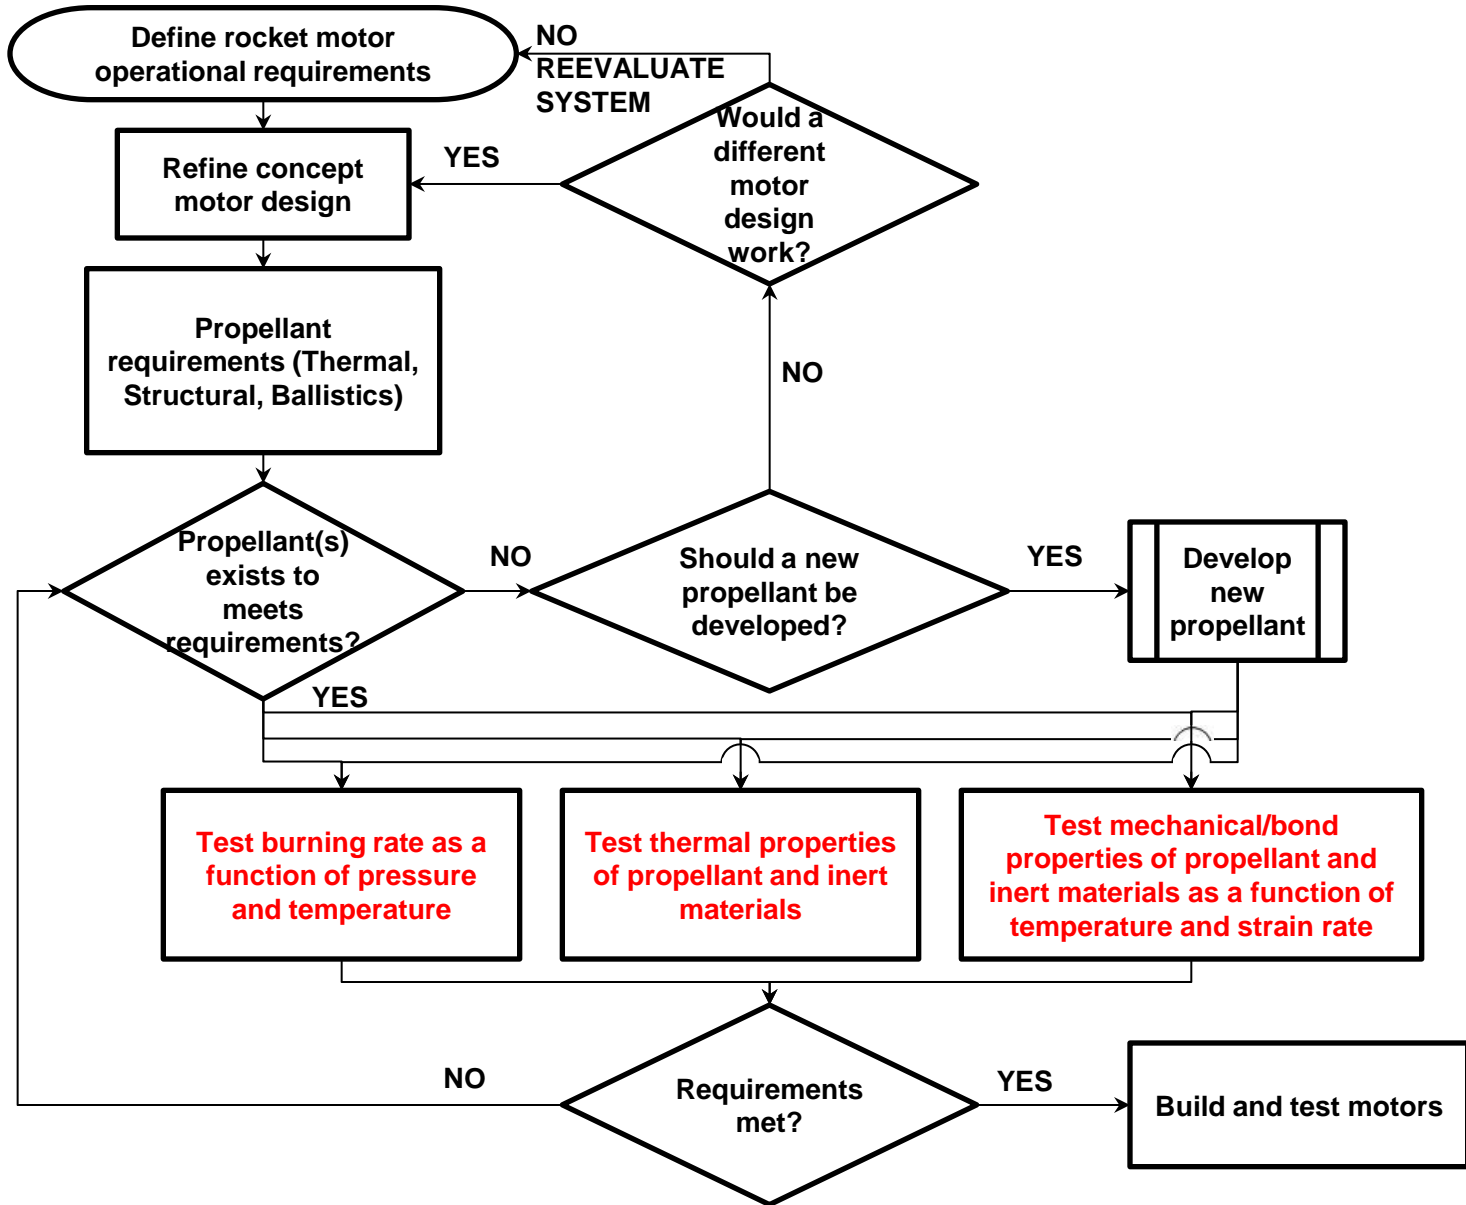 Define rocket motor
operational requirements
NO
REEVALUATE
SYSTEM
Refine concept
motor design
YES
Would a
different
motor
design
work?
Propellant
requirements (Thermal,
Structural, Ballistics)
NO
Propellant(s)
exists to
meets
requirements?
NO
Should a new
propellant be
developed?
YES
Develop
new
propellant
YES
Test burning rate as a
function of pressure
and temperature
Test thermal properties
of propellant and inert
materials
Test mechanical/bond
properties of propellant and
inert materials as a function of
temperature and strain rate
NO
Requirements
met?
YES
Build and test motors